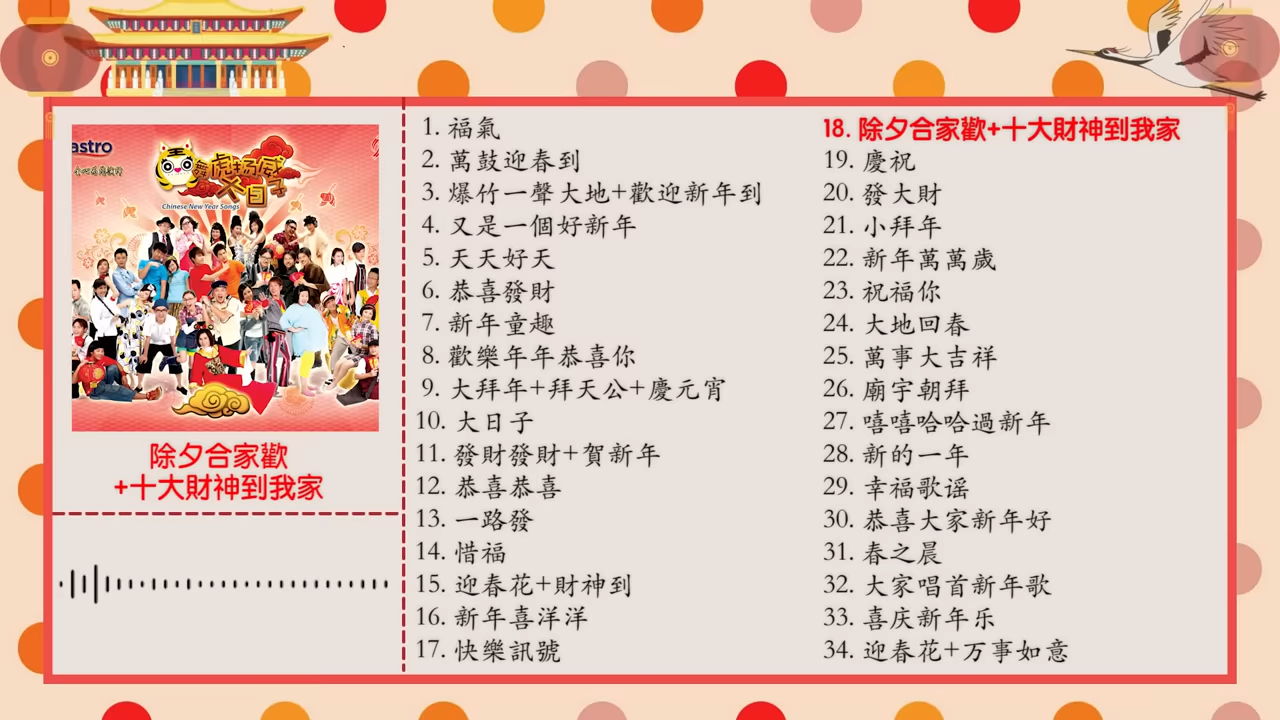 astro
舞虎揚威
大日子
Chinese New Year Songs
除夕合家歡
+十大財神到我家
1. 福氣
2. 萬鼓迎春到
3. 爆竹一聲大地+歡迎新年到
4. 又是一個好新年
5. 天天好天
6. 恭喜發財
7. 新年童趣
8. 歡樂年年恭喜你
9. 大拜年+拜天公+慶元宵
10. 大日子
11. 發財發財+賀新年
12. 恭喜恭喜
13. 一路發
14. 惜福
15. 迎春花+財神到
16. 新年喜洋洋
17. 快樂訊號
18. 除夕合家歡+十大財神到我家
19. 慶祝
20. 發大財
21. 小拜年
22. 新年萬萬歲
23. 祝福你
24. 大地回春
25. 萬事大吉祥
26. 廟宇朝拜
27. 嘻嘻哈哈過新年
28. 新的一年
29. 幸福歌谣
30. 恭喜大家新年好
31. 春之晨
32. 大家唱首新年歌
33. 喜庆新年乐
34. 迎春花+万事如意